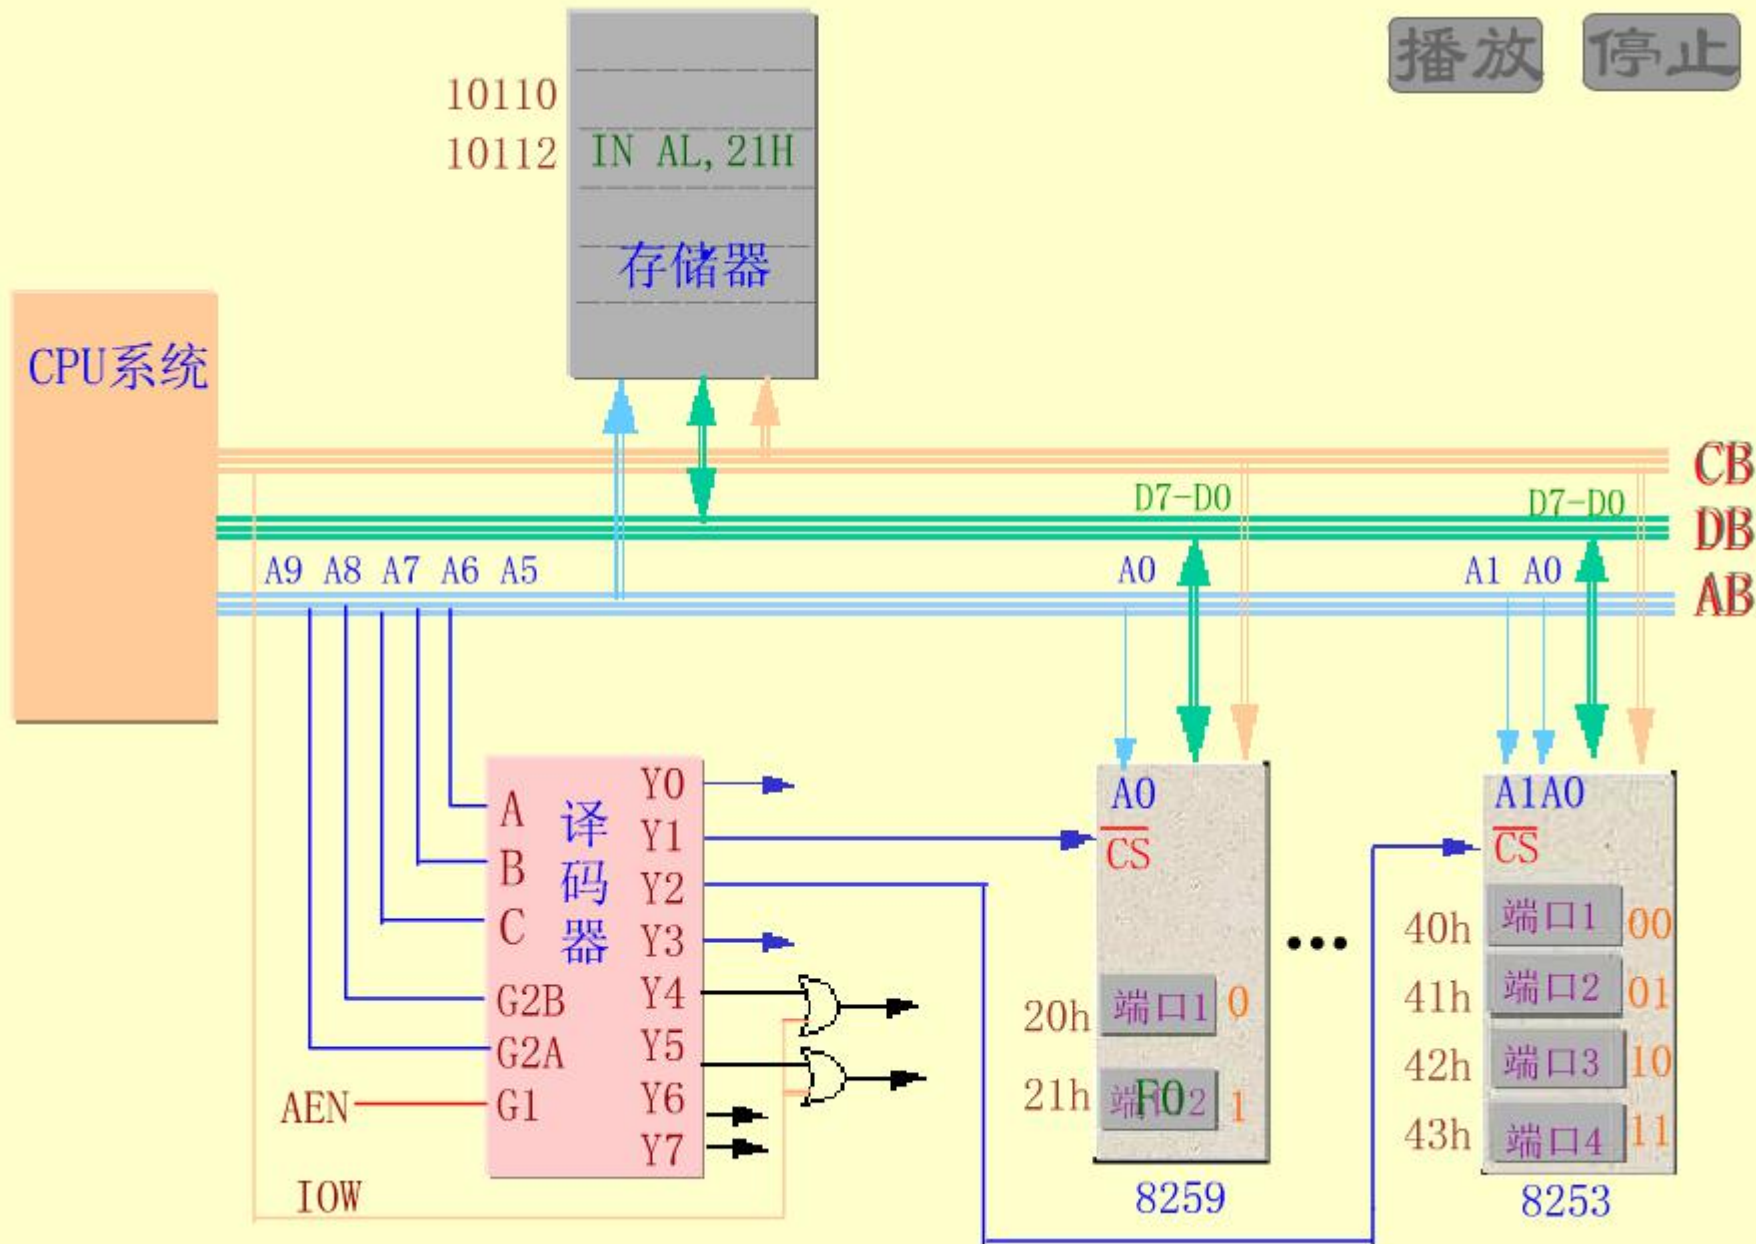 播放 停止
10110
10112 IN AL,21H
存储器
CPU系统
CB
D7-D0 D7-D0
DB
A9 A8 A7 A6 A5 A0 A1 A0
AB
Y0
A 译码器 Y1
B Y2
C Y3
G2B Y4
G2A Y5
AEN G1 Y6
Y7
IOW
A0
CS
20h 端口1 0
21h F0 1
8259
•••
A1A0
CS
40h 端口1 00
41h 端口2 01
42h 端口3 10
43h 端口4 11
8253